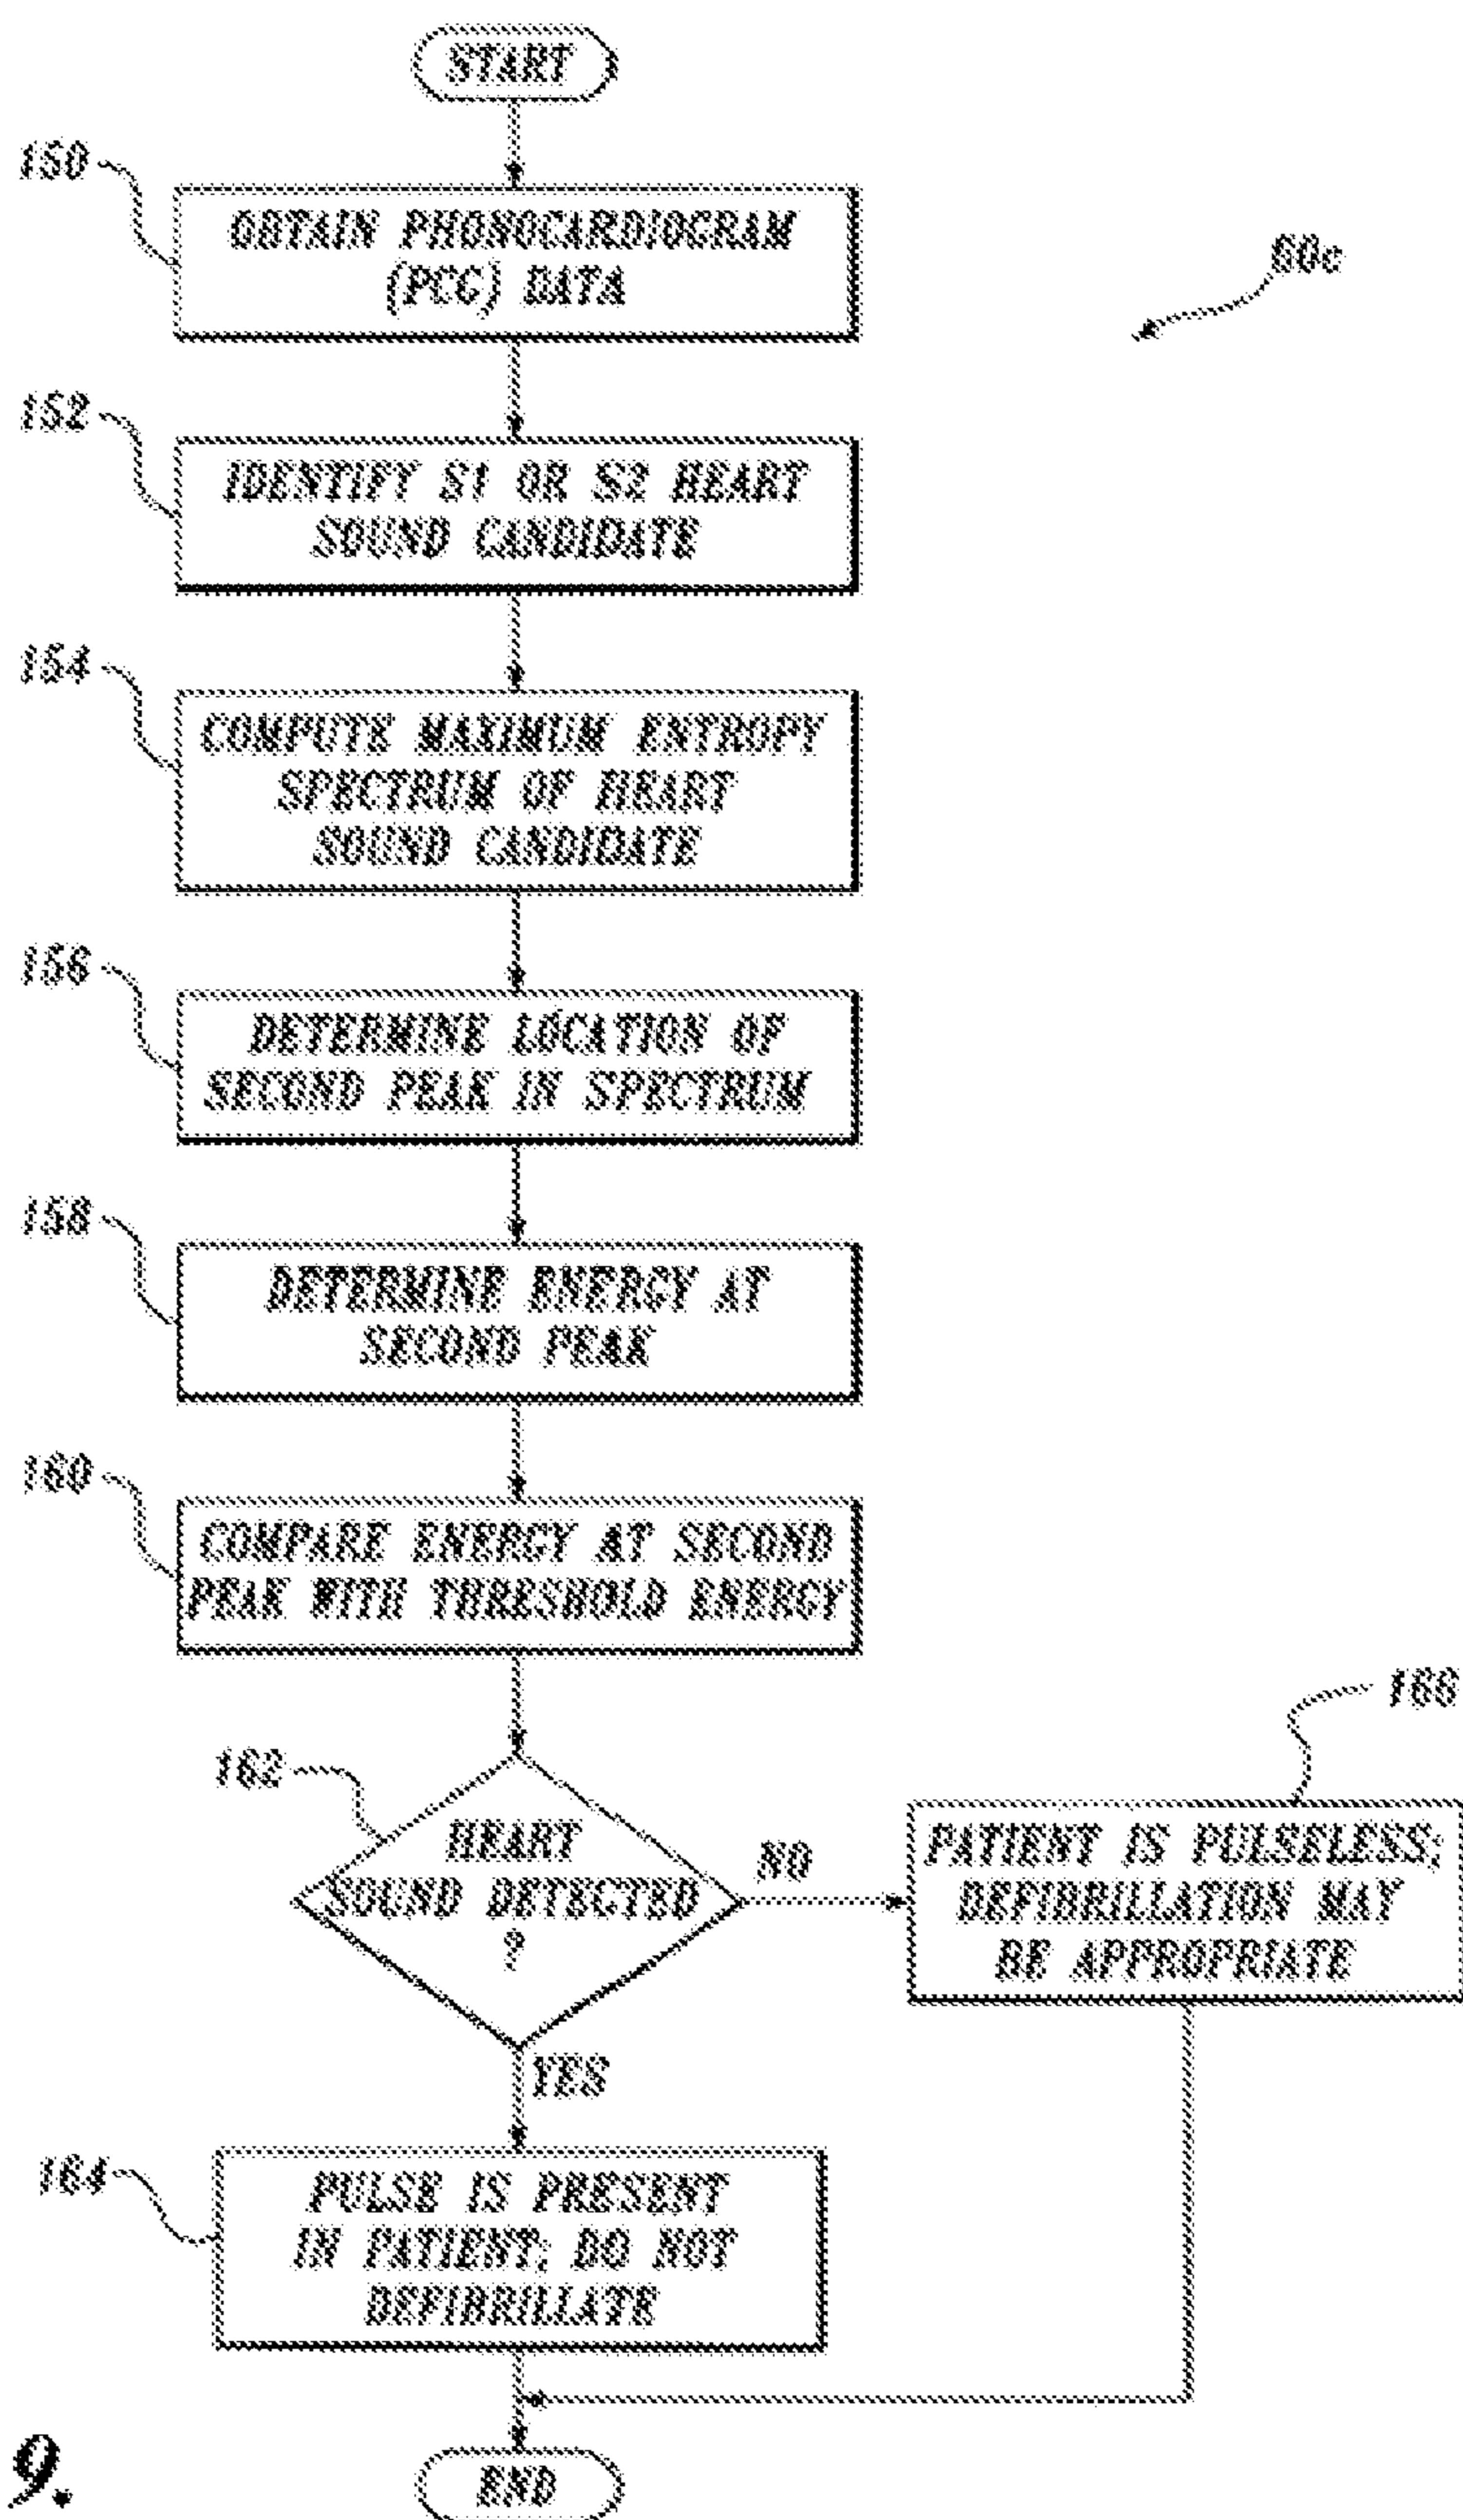 START
150
OBTAIN PHONOCARDIOGRAM
(PCG) DATA
60c
152
IDENTIFY S1 OR S2 HEART
SOUND CANDIDATE
154
COMPUTE MAXIMUM ENTROPY
SPECTRUM OF HEART
SOUND CANDIDATE
156
DETERMINE LOCATION OF
SECOND PEAK IN SPECTRUM
158
DETERMINE ENERGY AT
SECOND PEAK
160
COMPARE ENERGY AT SECOND
PEAK WITH THRESHOLD ENERGY
162
HEART
SOUND DETECTED
?
NO
166
PATIENT IS PULSELESS;
DEFIBRILLATION MAY
BE APPROPRIATE
YES
164
PULSE IS PRESENT
IN PATIENT; DO NOT
DEFIBRILLATE
END
9.